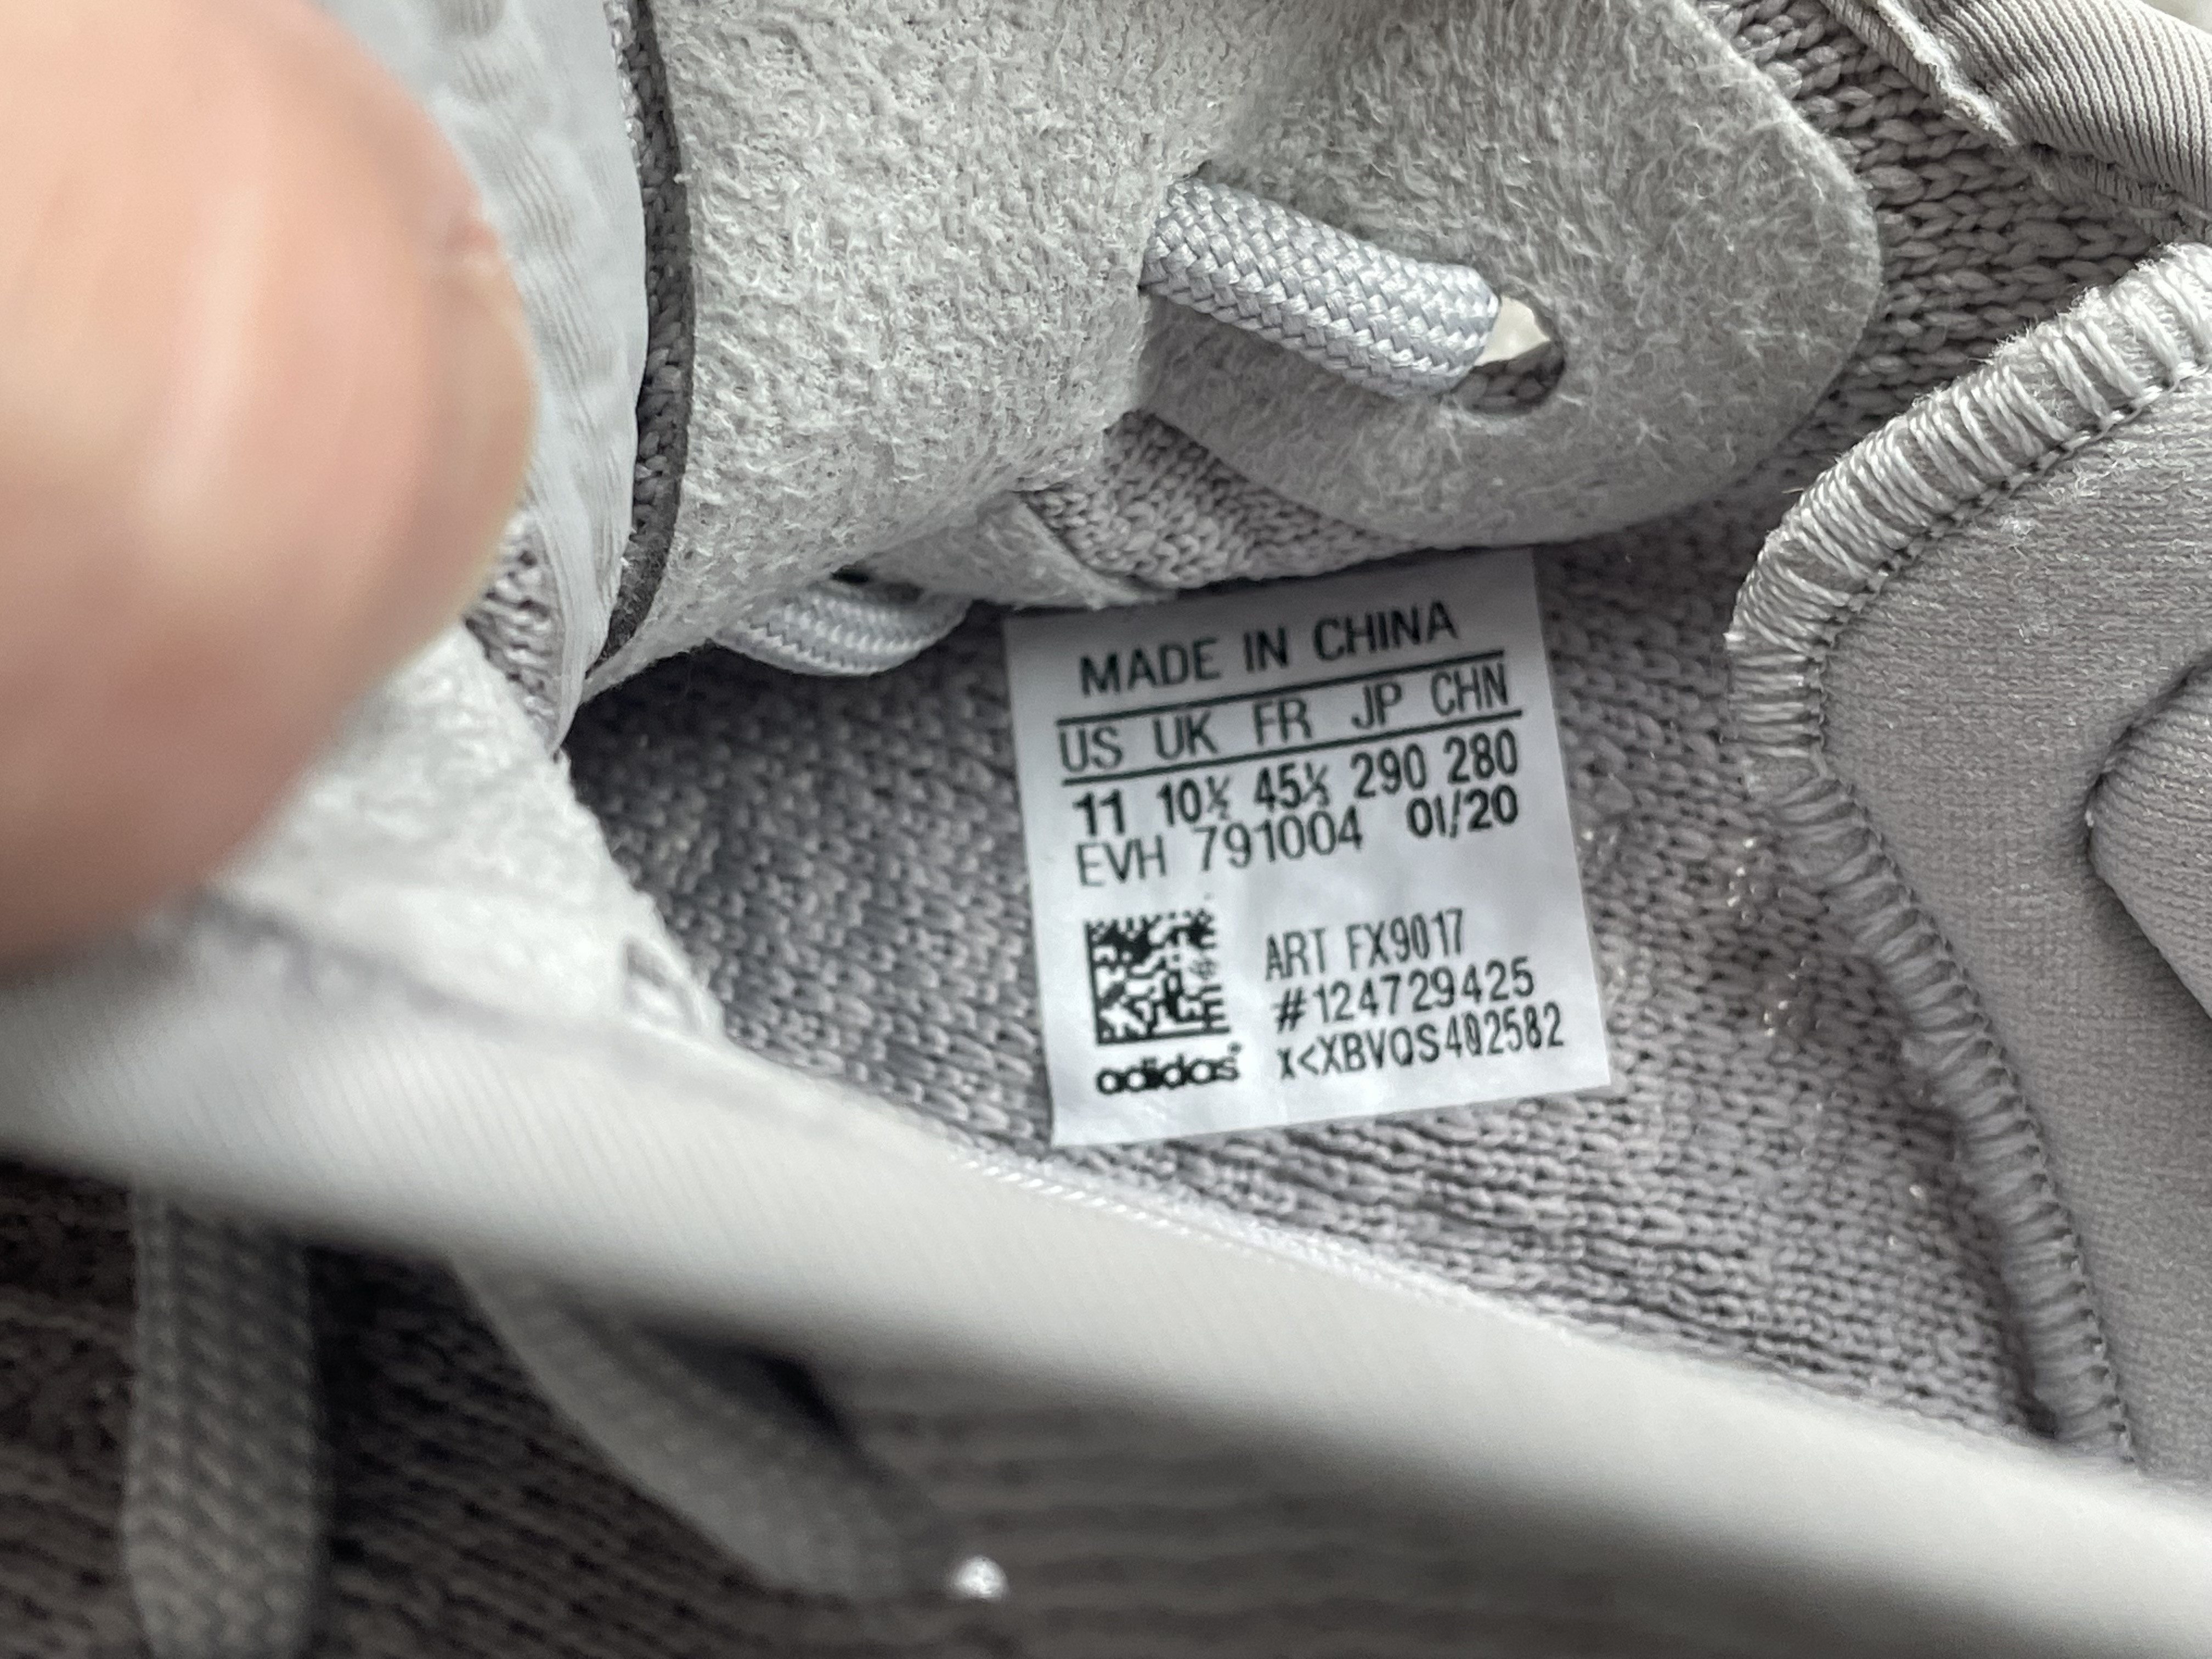 MADE IN CHINA
US UK FR JP CHN
11 10½ 45⅓ 290 280
EVH 791004 01/20
ART FX9017
#124729425
x<XBVQS402582
adidas